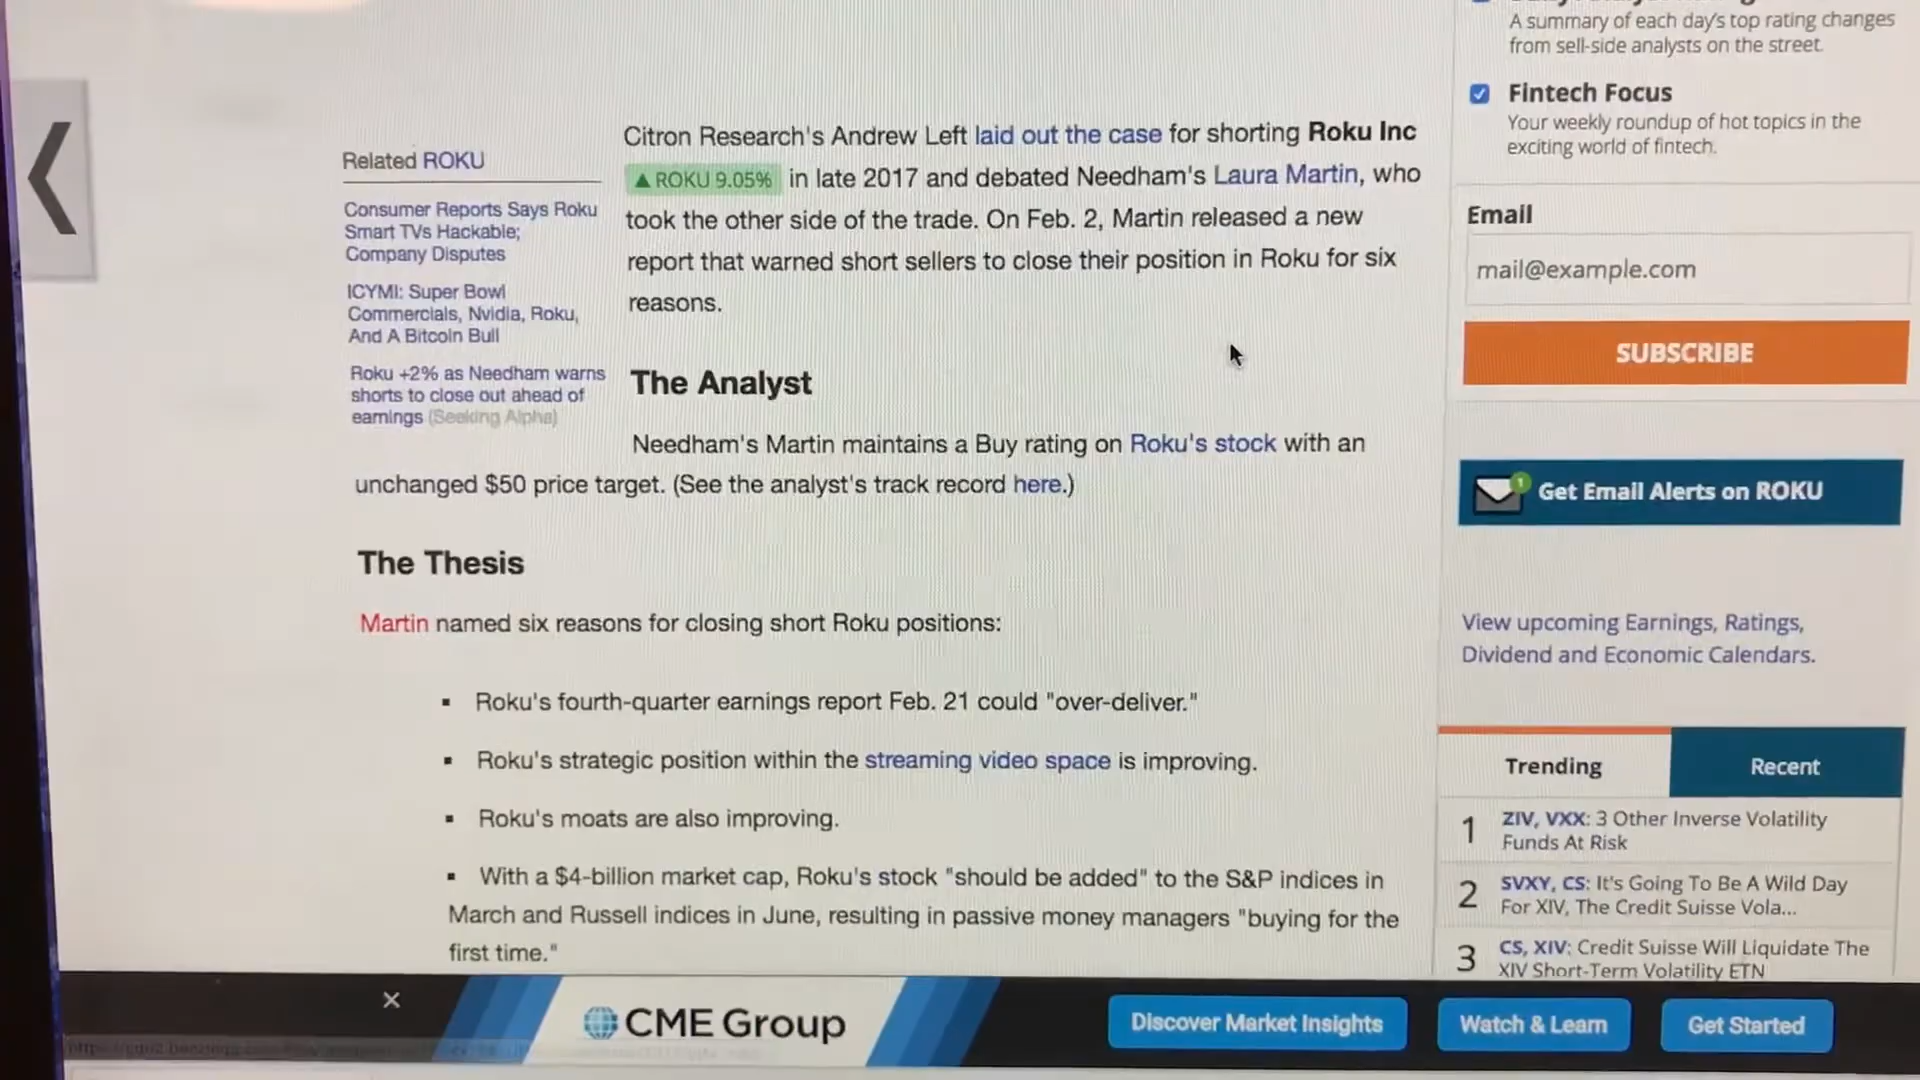 A summary of each day's top rating changes
from sell-side analysts on the street.
Fintech Focus
Your weekly roundup of hot topics in the
exciting world of fintech.
Related ROKU
Consumer Reports Says Roku
Smart TVs Hackable;
Company Disputes
ICYMI: Super Bowl
Commercials, Nvidia, Roku,
And A Bitcoin Bull
Roku +2% as Needham warns
shorts to close out ahead of
earnings (Seeking Alpha)
Citron Research's Andrew Left laid out the case for shorting Roku Inc
▲ ROKU 9.05% in late 2017 and debated Needham's Laura Martin, who
took the other side of the trade. On Feb. 2, Martin released a new
report that warned short sellers to close their position in Roku for six
reasons.
The Analyst
Needham's Martin maintains a Buy rating on Roku's stock with an
unchanged $50 price target. (See the analyst's track record here.)
The Thesis
Martin named six reasons for closing short Roku positions:
▪ Roku's fourth-quarter earnings report Feb. 21 could "over-deliver."
▪ Roku's strategic position within the streaming video space is improving.
▪ Roku's moats are also improving.
▪ With a $4-billion market cap, Roku's stock "should be added" to the S&P indices in
March and Russell indices in June, resulting in passive money managers "buying for the
first time."
Email
mail@example.com
SUBSCRIBE
1
Get Email Alerts on ROKU
View upcoming Earnings, Ratings,
Dividend and Economic Calendars.
Trending
Recent
1 ZIV, VXX: 3 Other Inverse Volatility
Funds At Risk
2 SVXY, CS: It's Going To Be A Wild Day
For XIV, The Credit Suisse Vola...
3 CS, XIV: Credit Suisse Will Liquidate The
XIV Short-Term Volatility ETN
CME Group
Discover Market Insights
Watch & Learn
Get Started